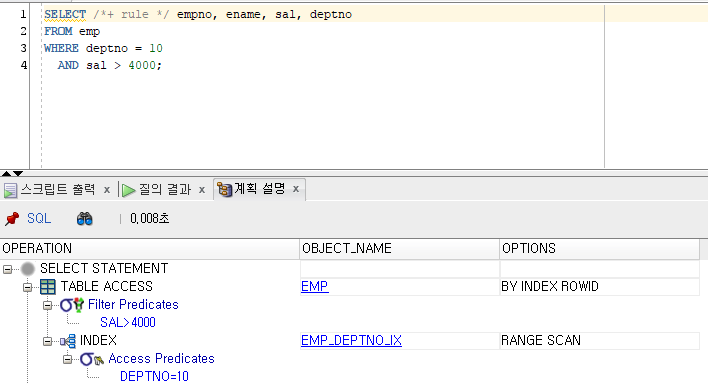 1 SELECT /*+ rule */ empno, ename, sal, deptno
2 FROM emp
3 WHERE deptno = 10
4 AND sal > 4000;
스크립트 출력 x 질의 결과 x 계획 설명 x
SQL | 0,008초
OPERATION OBJECT_NAME OPTIONS
SELECT STATEMENT
TABLE ACCESS EMP BY INDEX ROWID
Filter Predicates
SAL>4000
INDEX EMP_DEPTNO_IX RANGE SCAN
Access Predicates
DEPTNO=10